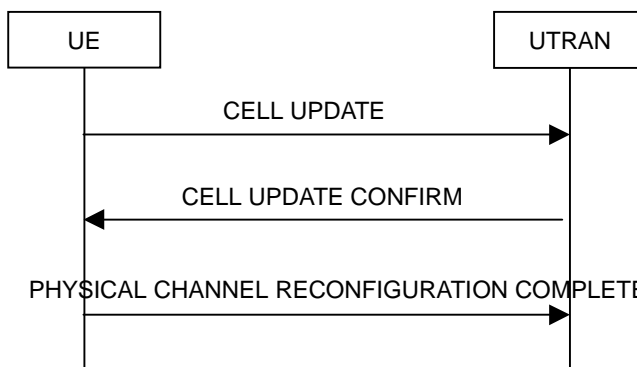 UE
UTRAN
CELL UPDATE
CELL UPDATE CONFIRM
PHYSICAL CHANNEL RECONFIGURATION COMPLETE